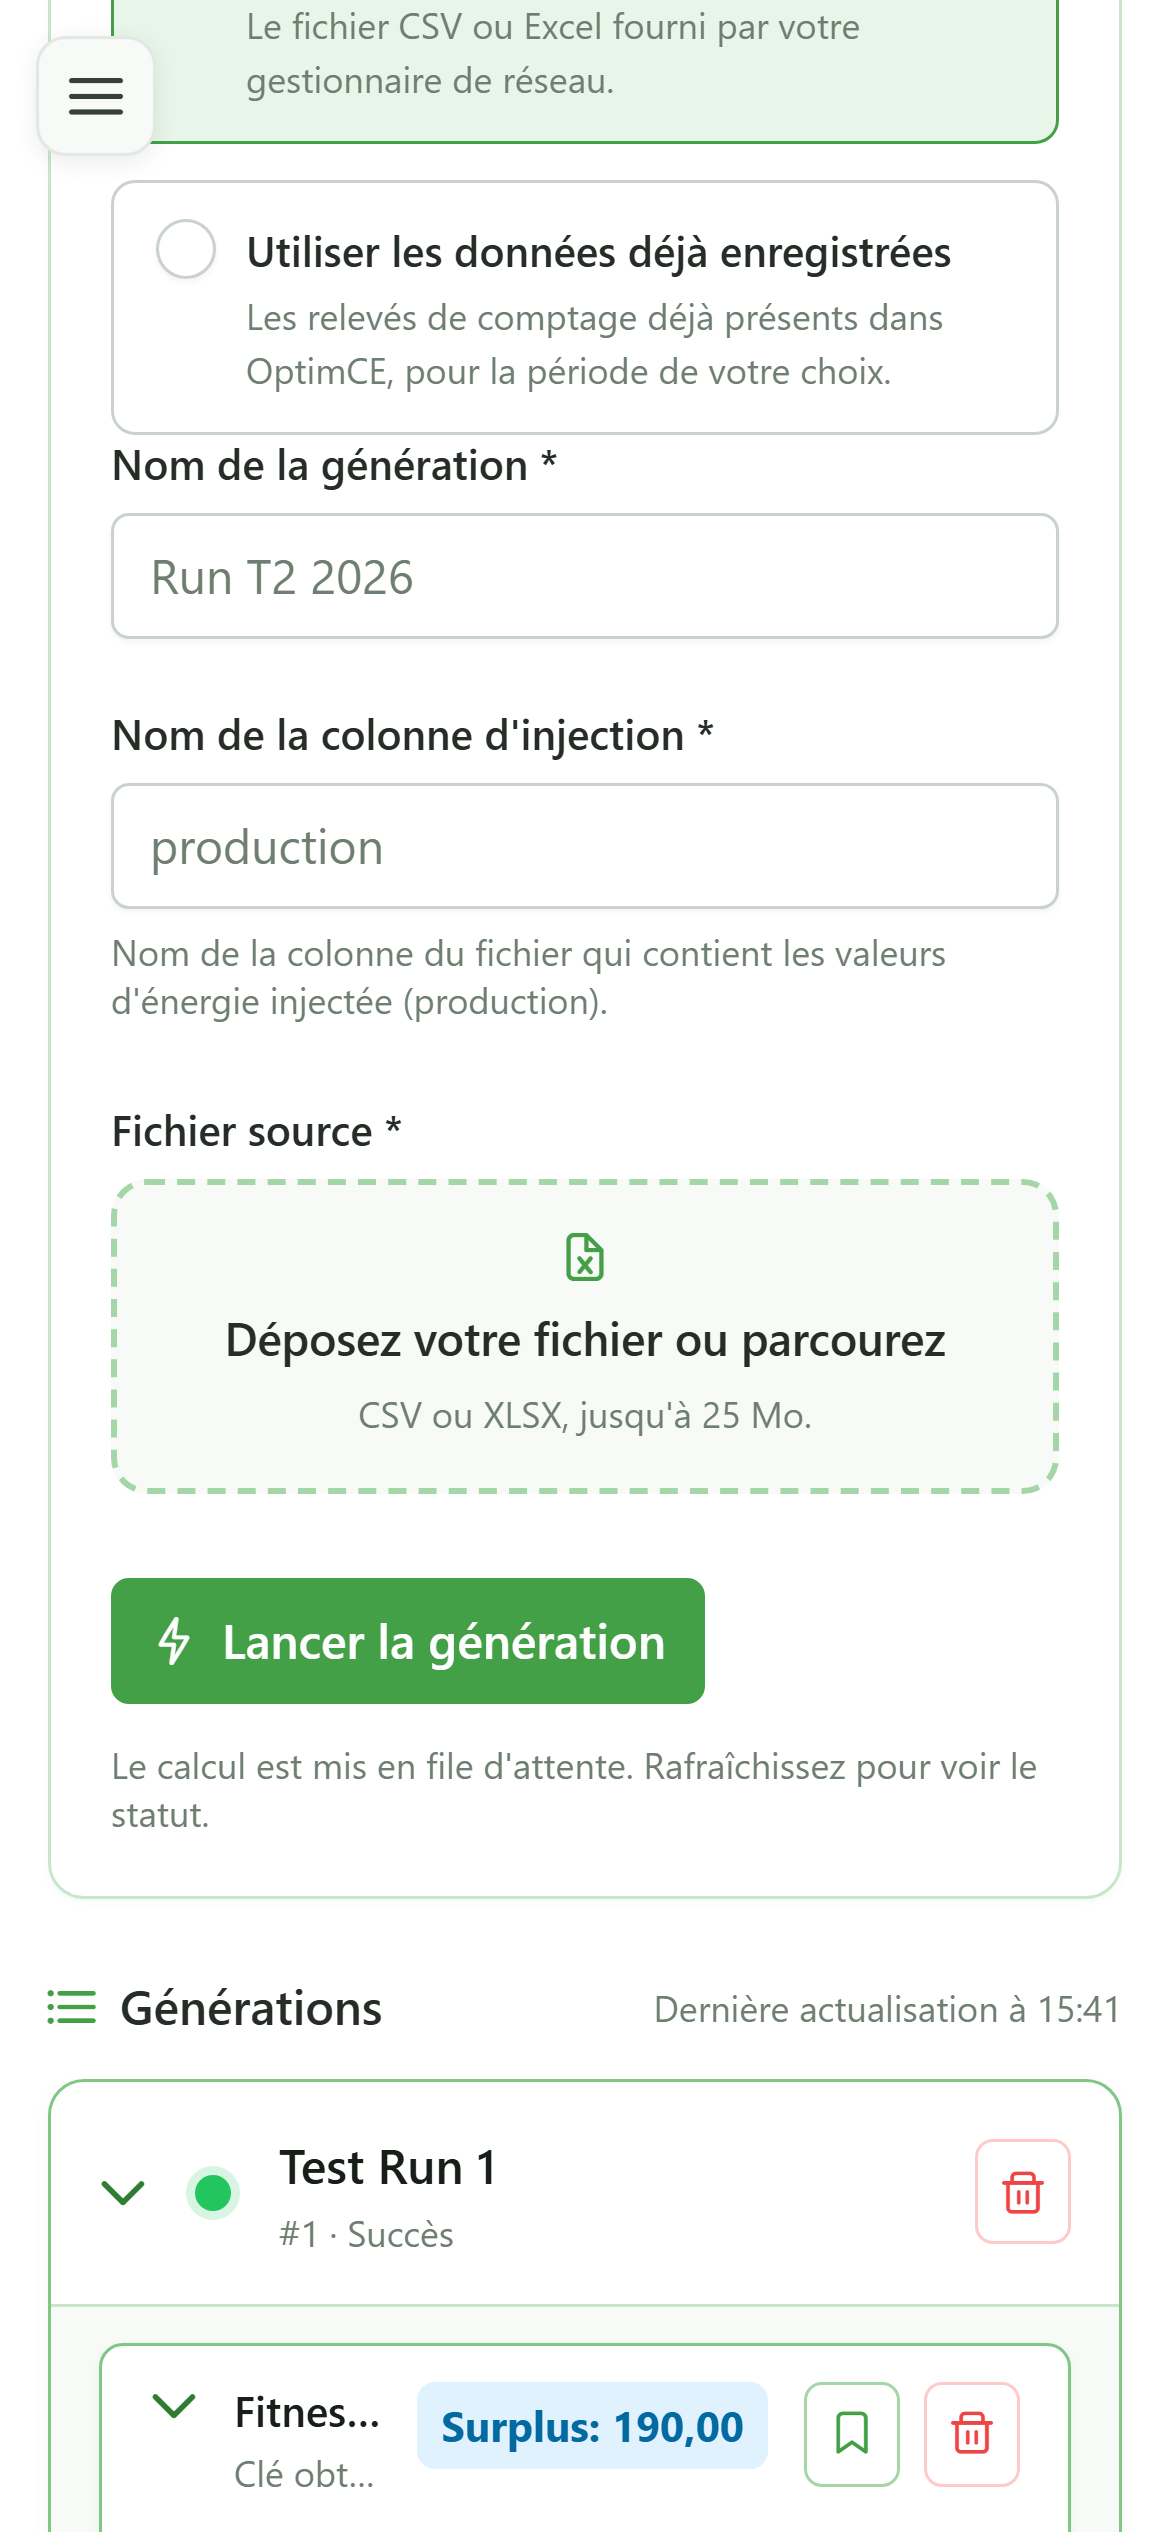 Le fichier CSV ou Excel fourni par votre
gestionnaire de réseau.
Utiliser les données déjà enregistrées
Les relevés de comptage déjà présents dans
OptimCE, pour la période de votre choix.
Nom de la génération *
Run T2 2026
Nom de la colonne d'injection *
production
Nom de la colonne du fichier qui contient les valeurs
d'énergie injectée (production).
Fichier source *
Déposez votre fichier ou parcourez
CSV ou XLSX, jusqu'à 25 Mo.
Lancer la génération
Le calcul est mis en file d'attente. Rafraîchissez pour voir le
statut.
Générations
Dernière actualisation à 15:41
Test Run 1
#1 · Succès
Fitnes...
Surplus: 190,00
Clé obt...